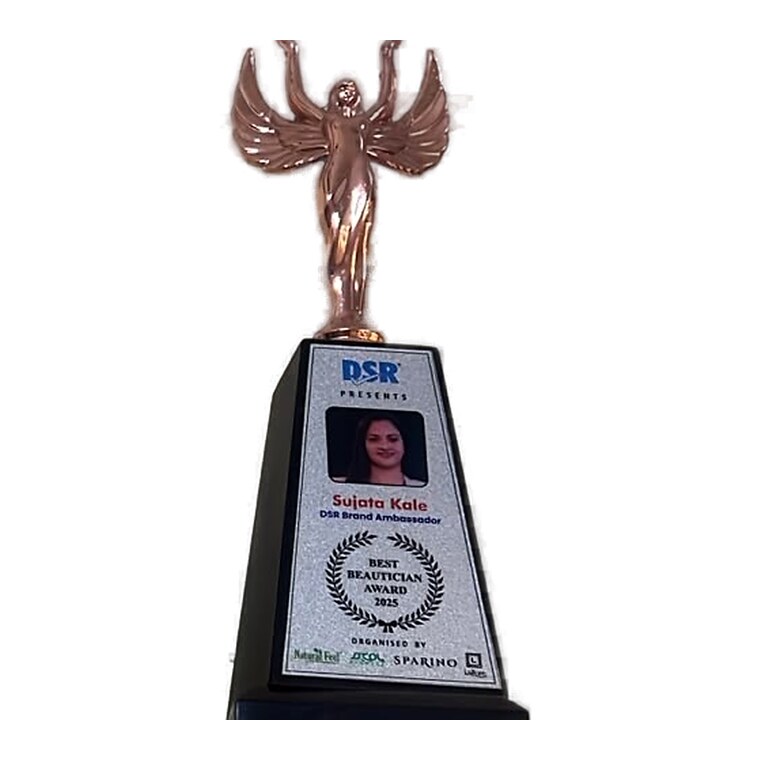 DSR
PRESENTS
Sujata Kale
DSR Brand Ambassador
BEST
BEAUTICIAN
AWARD
2025
ORGANISED BY
Natural Feel
SPARINO